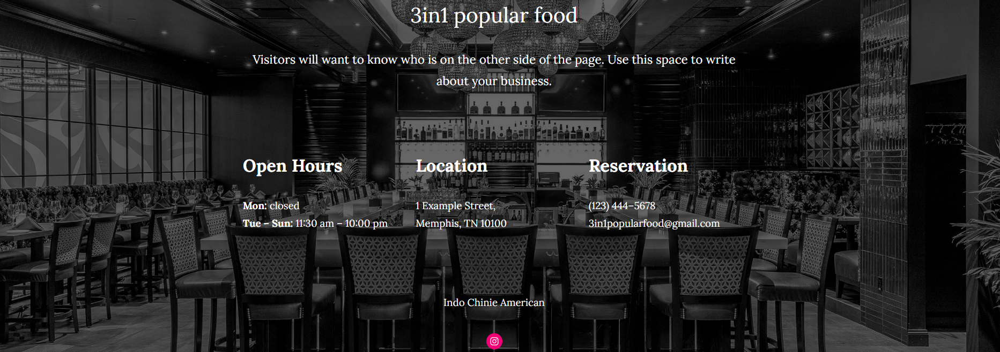 3in1 popular food
Visitors will want to know who is on the other side of the page. Use this space to write
about your business.
Open Hours
Mon: closed
Tue – Sun: 11:30 am – 10:00 pm
Location
1 Example Street,
Memphis, TN 10100
Reservation
(123) 444–5678
3in1popularfood@gmail.com
Indo Chinie American